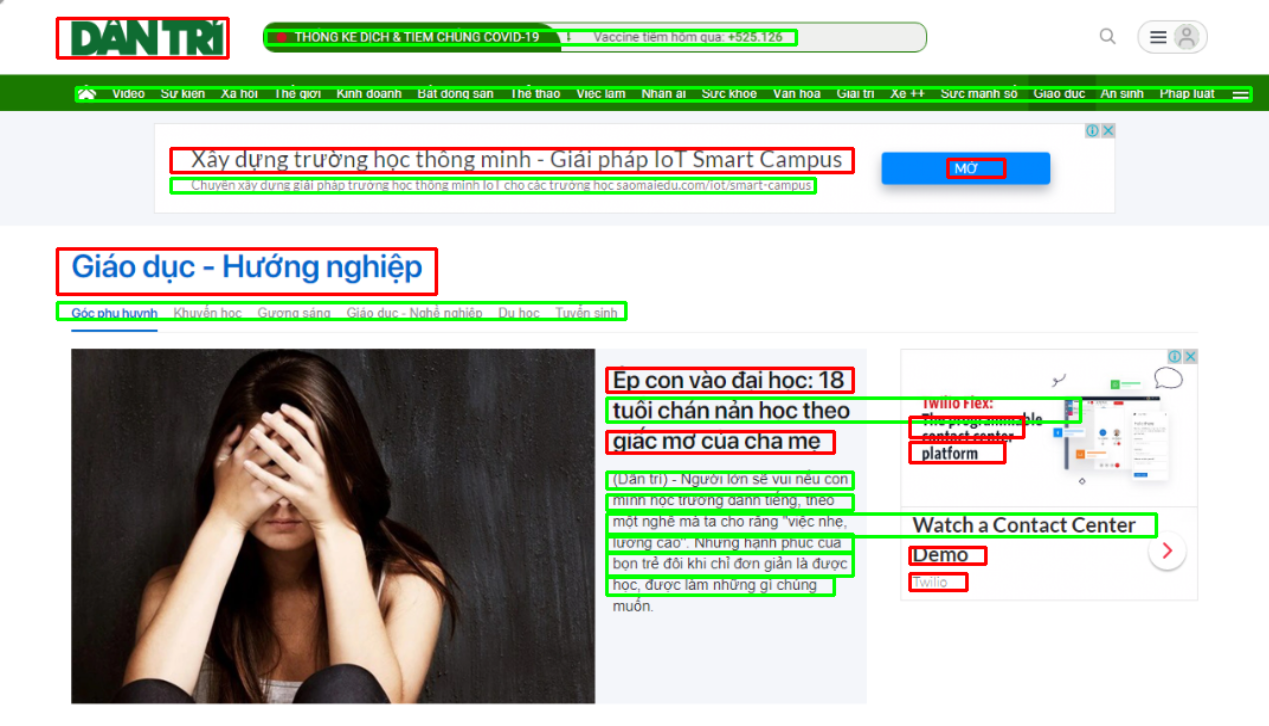 DÂN TRÍ
THỐNG KÊ DỊCH & TIÊM CHỦNG COVID-19
Vaccine tiêm hôm qua: +525.126
Video Sự kiện Xã hội Thế giới Kinh doanh Bất động sản Thể thao Việc làm Nhân ái Sức khỏe Văn hóa Giải trí Xe ++ Sức mạnh số Giáo dục An sinh Pháp luật
Xây dựng trường học thông minh - Giải pháp IoT Smart Campus
Chuyên xây dựng giải pháp trường học thông minh IoT cho các trường học saomaiedu.com/iot/smart-campus
MỞ
Giáo dục - Hướng nghiệp
Góc phụ huynh Khuyến học Gương sáng Giáo dục - Nghề nghiệp Du học Tuyển sinh
Ép con vào đại học: 18
tuổi chán nản học theo
giấc mơ của cha mẹ
(Dân trí) - Người lớn sẽ vui nếu con
mình học trường danh tiếng, theo
một nghề mà ta cho rằng "việc nhẹ,
lương cao". Nhưng hạnh phúc của
bọn trẻ đôi khi chỉ đơn giản là được
học, được làm những gì chúng
muốn.
Twilio Flex:
The programmable
contact center
platform
Watch a Contact Center
Demo
Twilio